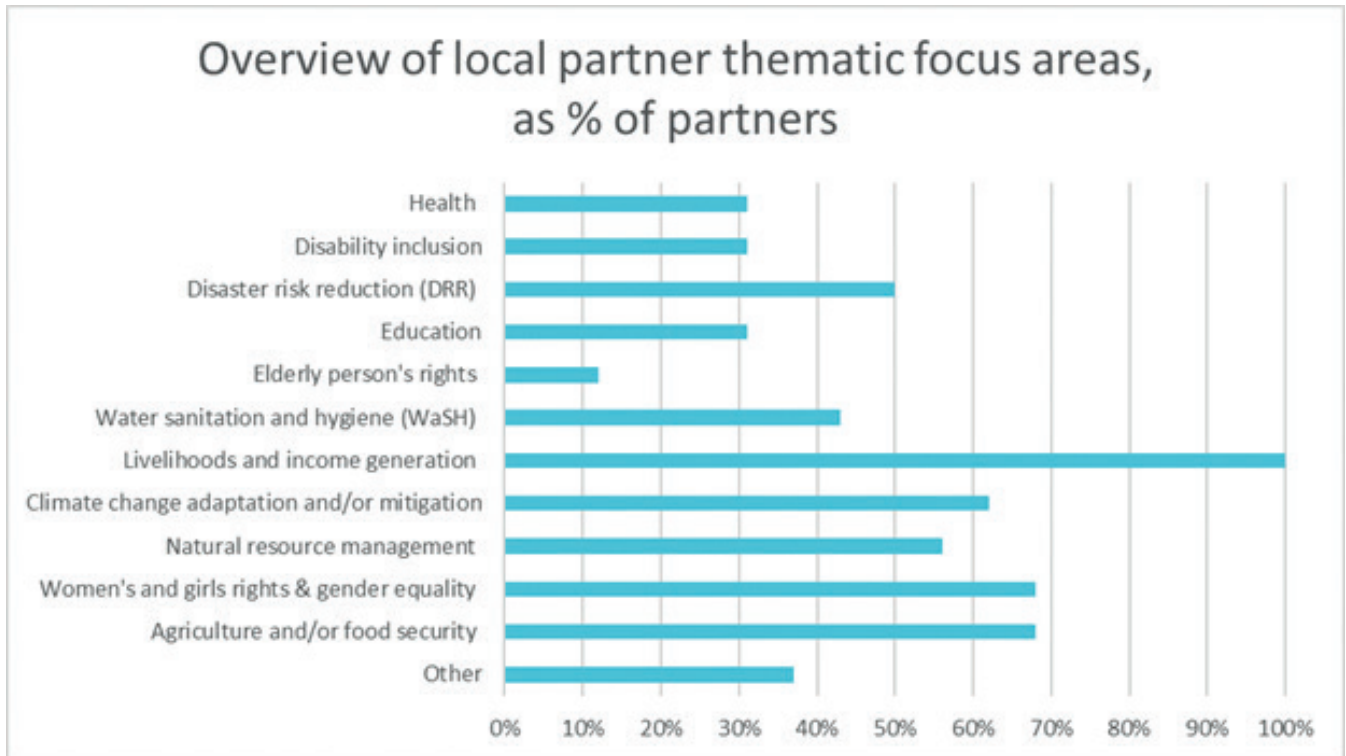 Overview of local partner thematic focus areas,
as % of partners
Health
Disability inclusion
Disaster risk reduction (DRR)
Education
Elderly person's rights
Water sanitation and hygiene (WaSH)
Livelihoods and income generation
Climate change adaptation and/or mitigation
Natural resource management
Women's and girls rights & gender equality
Agriculture and/or food security
Other
0% 10% 20% 30% 40% 50% 60% 70% 80% 90% 100%